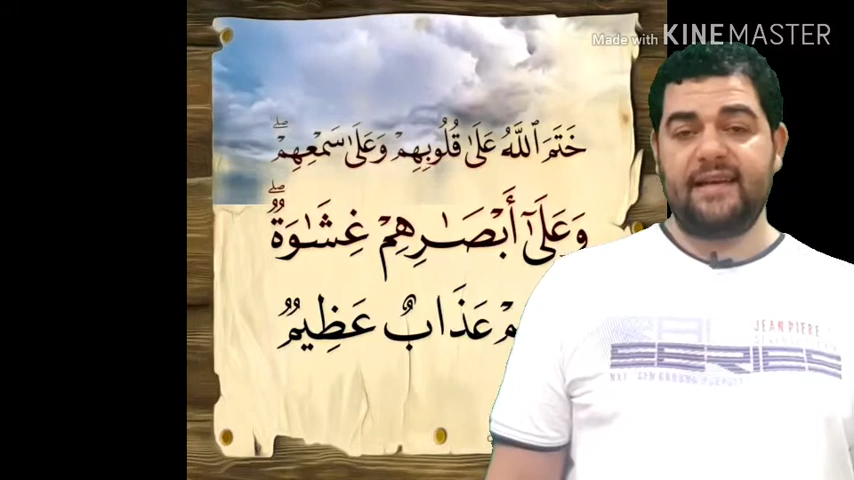 Made with KINEMASTER
خَتَمَ ٱللَّهُ عَلَىٰ قُلُوبِهِمْ وَعَلَىٰ سَمْعِهِمْ ۖ
وَعَلَىٰٓ أَبْصَـٰرِهِمْ غِشَـٰوَةٌ ۖ
عَذَابٌ عَظِيمٌ
JEAN PIERRE